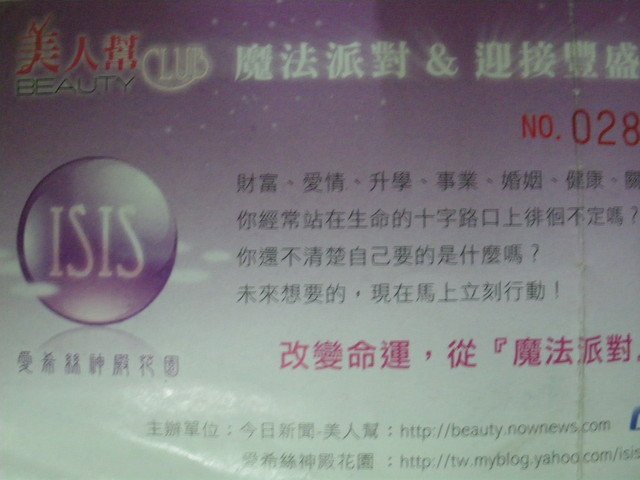 美人幫
BEAUTY CLUB
魔法派對 & 迎接豐盛
NO. 028
財富、愛情、升學、事業、婚姻、健康、
你經常站在生命的十字路口上徘徊不定嗎？
你還不清楚自己要的是什麼嗎？
未來想要的，現在馬上立刻行動！
ISIS
愛希絲神殿花園
改變命運，從『魔法派對』
主辦單位：今日新聞-美人幫：http://beauty.nownews.com
愛希絲神殿花園 ：http://tw.myblog.yahoo.com/isis